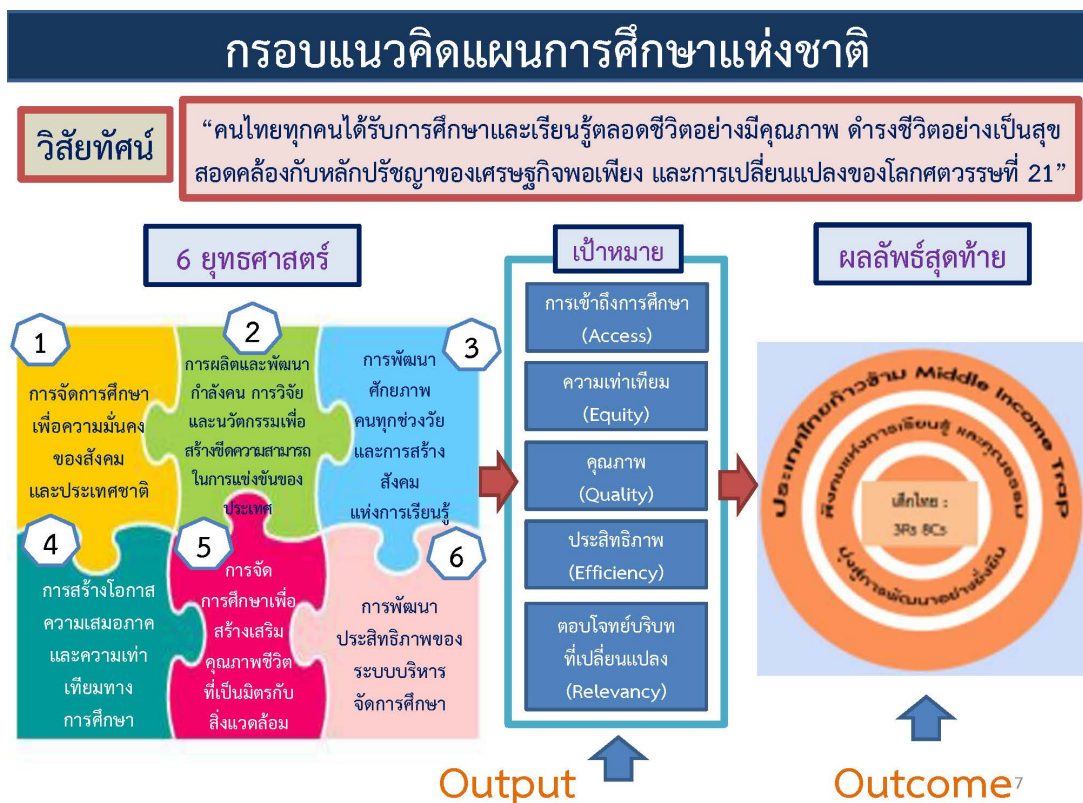 กรอบแนวคิดแผนการศึกษาแห่งชาติ
วิสัยทัศน์
“คนไทยทุกคนได้รับการศึกษาและเรียนรู้ตลอดชีวิตอย่างมีคุณภาพ ดำรงชีวิตอย่างเป็นสุข
สอดคล้องกับหลักปรัชญาของเศรษฐกิจพอเพียง และการเปลี่ยนแปลงของโลกศตวรรษที่ 21”
6 ยุทธศาสตร์
1
การจัดการศึกษา
เพื่อความมั่นคง
ของสังคม
และประเทศชาติ
2
การผลิตและพัฒนา
กำลังคน การวิจัย
และนวัตกรรมเพื่อ
สร้างขีดความสามารถ
ในการแข่งขันของ
ประเทศ
3
การพัฒนา
ศักยภาพ
คนทุกช่วงวัย
และการสร้าง
สังคม
แห่งการเรียนรู้
4
การสร้างโอกาส
ความเสมอภาค
และความเท่า
เทียมทาง
การศึกษา
5
การจัด
การศึกษาเพื่อ
สร้างเสริม
คุณภาพชีวิต
ที่เป็นมิตรกับ
สิ่งแวดล้อม
6
การพัฒนา
ประสิทธิภาพของ
ระบบบริหาร
จัดการศึกษา
เป้าหมาย
การเข้าถึงการศึกษา
(Access)
ความเท่าเทียม
(Equity)
คุณภาพ
(Quality)
ประสิทธิภาพ
(Efficiency)
ตอบโจทย์บริบท
ที่เปลี่ยนแปลง
(Relevancy)
Output
ผลลัพธ์สุดท้าย
ประเทศไทยก้าวข้าม Middle Income Trap
สังคมแห่งการเรียนรู้ และคุณธรรม
เด็กไทย :
3Rs 8Cs
มุ่งสู่การพัฒนาอย่างยั่งยืน
Outcome
7